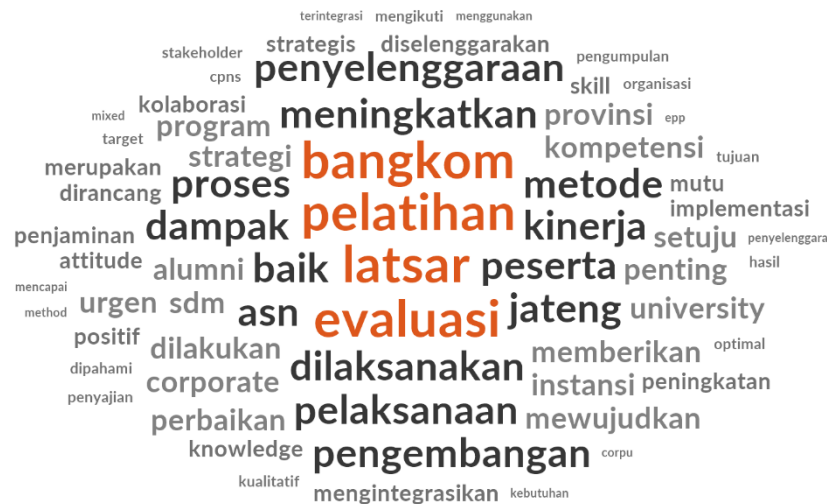 terintegrasi mengikuti menggunakan
strategis diselenggarakan
stakeholder penyelenggaraan pengumpulan
cpns skill organisasi
kolaborasi meningkatkan provinsi epp
mixed program
target strategi bangkom kompetensi tujuan
merupakan proses metode mutu
dirancang pelatihan implementasi
penjaminan dampak kinerja setuju penyelenggara
attitude alumni baik latsar peserta penting hasil
mencapai urgen sdm asn jateng university
method evaluasi
positif dilakukan memberikan optimal
dipahami corporate dilaksanakan instansi peningkatan
penyajian perbaikan pelaksanaan mewujudkan
knowledge pengembangan corpu
kualitatif mengintegrasikan kebutuhan